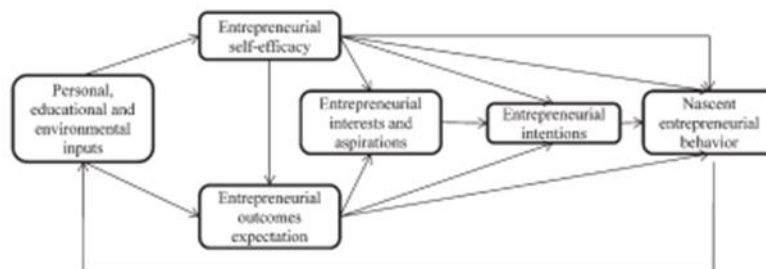 Entrepreneurial
self-efficacy
Personal,
educational and
environmental
inputs
Entrepreneurial
interests and
aspirations
Entrepreneurial
intentions
Nascent
entrepreneurial
behavior
Entrepreneurial
outcomes
expectation